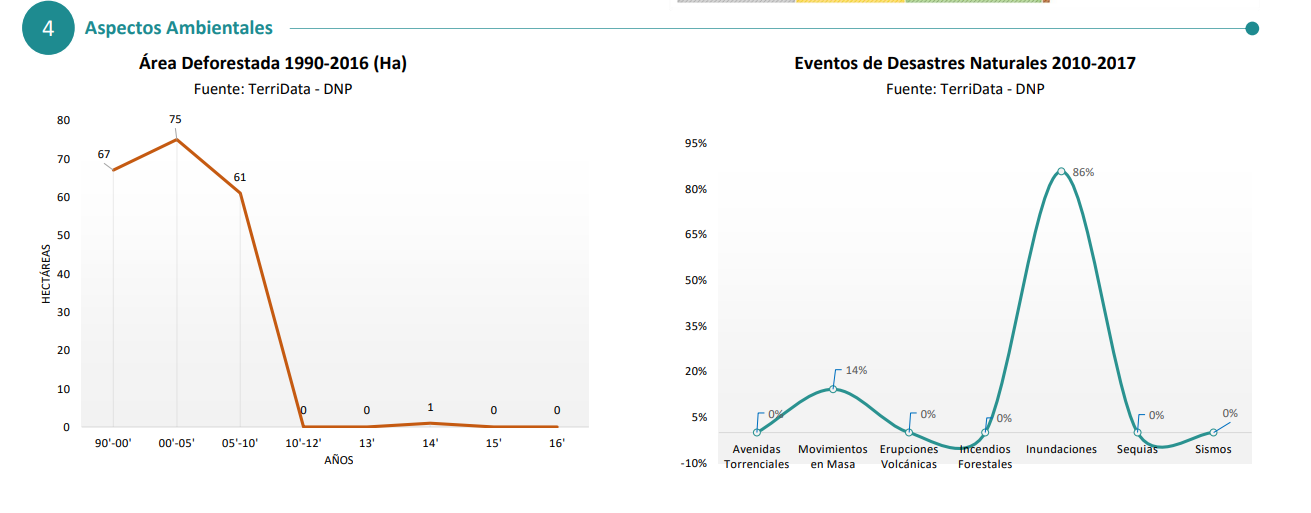 4 Aspectos Ambientales
Área Deforestada 1990-2016 (Ha)
Fuente: TerriData - DNP
80
70
60
50
40
30
20
10
0
HECTÁREAS
67
75
61
0
0
1
0
0
90'-00' 00'-05' 05'-10' 10'-12' 13' 14' 15' 16'
AÑOS
Eventos de Desastres Naturales 2010-2017
Fuente: TerriData - DNP
95%
80%
65%
50%
35%
20%
5%
-10%
0%
14%
0%
0%
86%
0%
0%
Avenidas
Torrenciales
Movimientos
en Masa
Erupciones
Volcánicas
Incendios
Forestales
Inundaciones
Sequias
Sismos